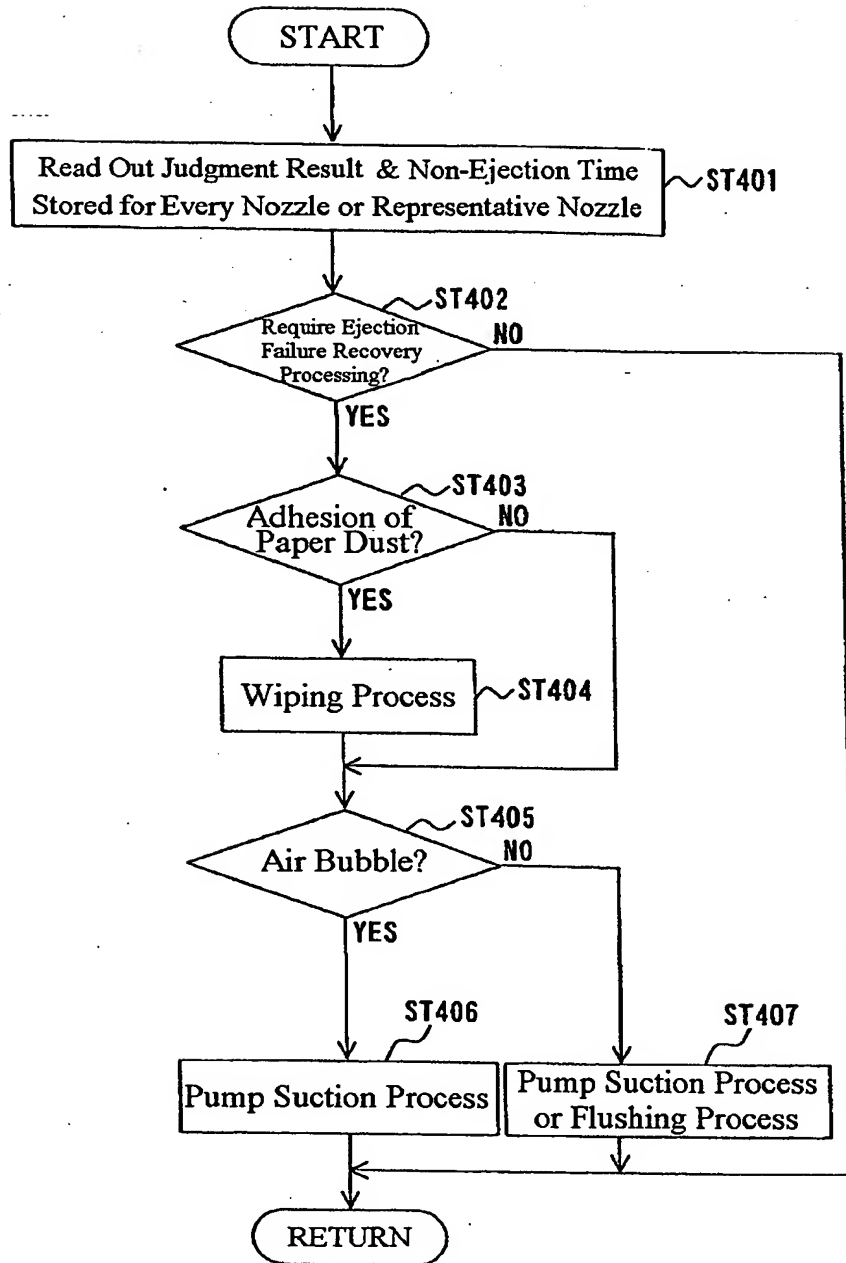 START
Read Out Judgment Result & Non-Ejection Time
Stored for Every Nozzle or Representative Nozzle
ST401
ST402
Require Ejection
Failure Recovery
Processing?
NO
YES
ST403
Adhesion of
Paper Dust?
NO
YES
Wiping Process
ST404
ST405
Air Bubble?
NO
YES
ST406
ST407
Pump Suction Process
Pump Suction Process
or Flushing Process
RETURN